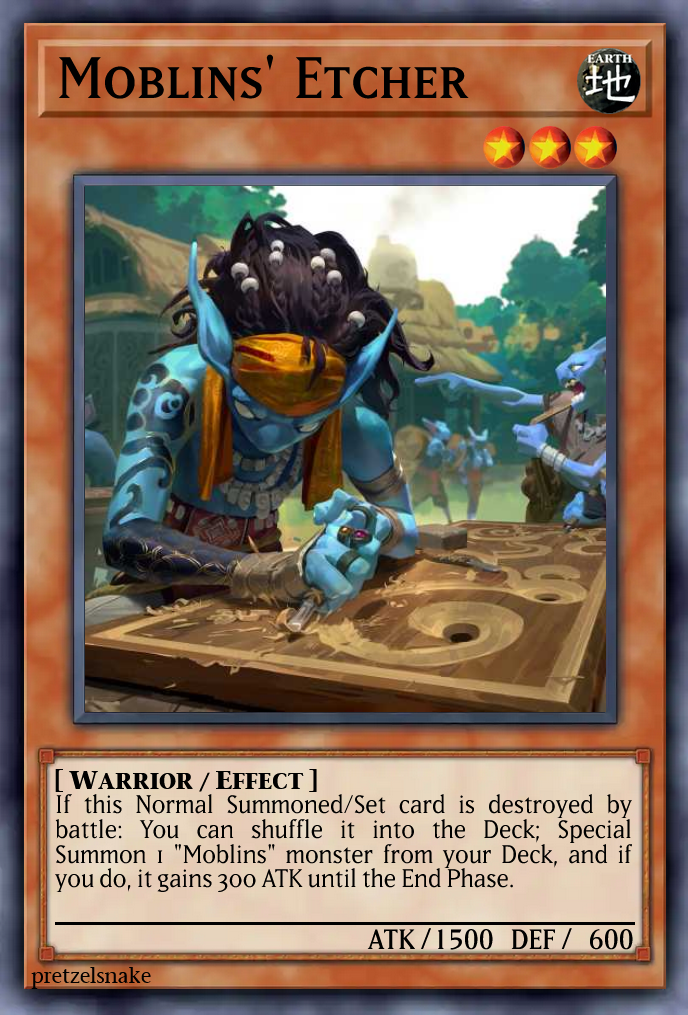 Moblins' Etcher
EARTH
地
[ Warrior / Effect ]
If this Normal Summoned/Set card is destroyed by
battle: You can shuffle it into the Deck; Special
Summon 1 "Moblins" monster from your Deck, and if
you do, it gains 300 ATK until the End Phase.
ATK / 1500 DEF / 600
pretzelsnake